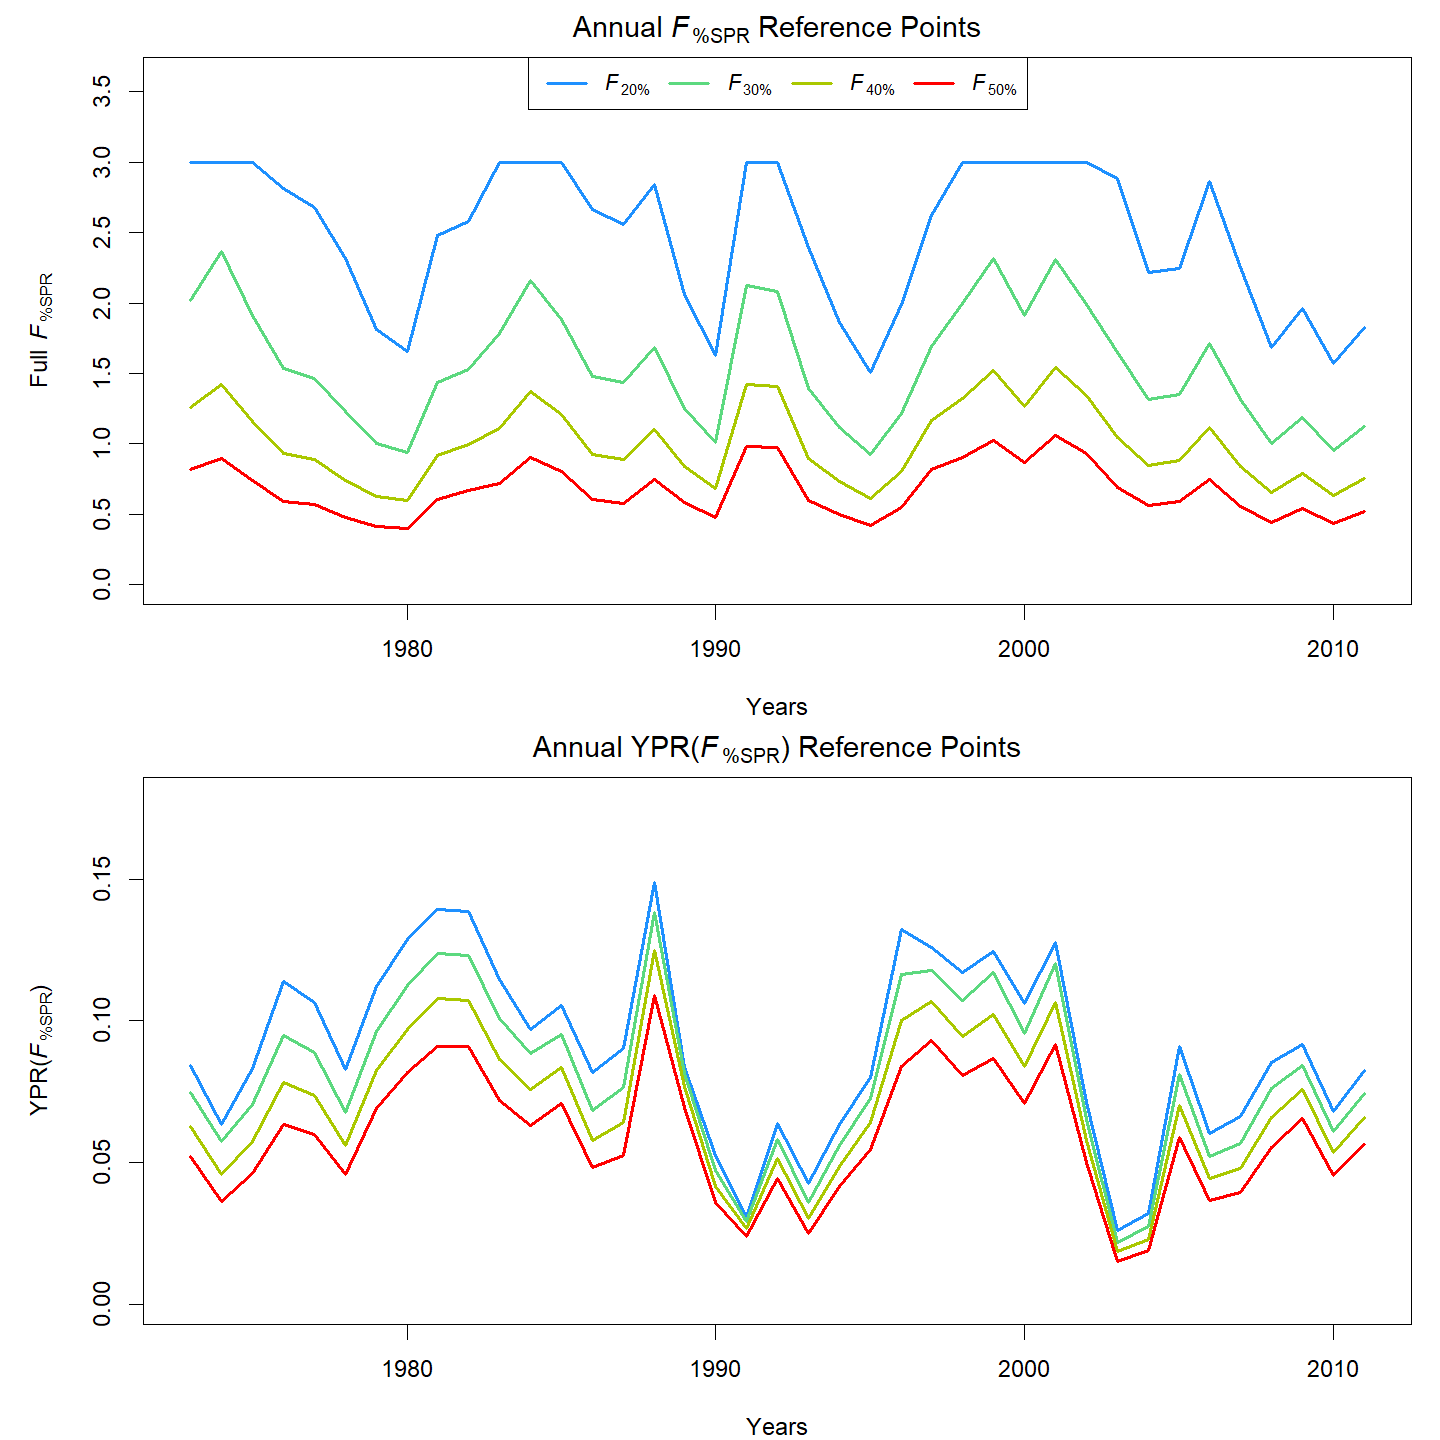 Annual F%SPR Reference Points
F20% F30% F40% F50%
Full F%SPR
3.5
3.0
2.5
2.0
1.5
1.0
0.5
0.0
1980 1990 2000 2010
Years
Annual YPR(F%SPR) Reference Points
YPR(F%SPR)
0.15
0.10
0.05
0.00
1980 1990 2000 2010
Years